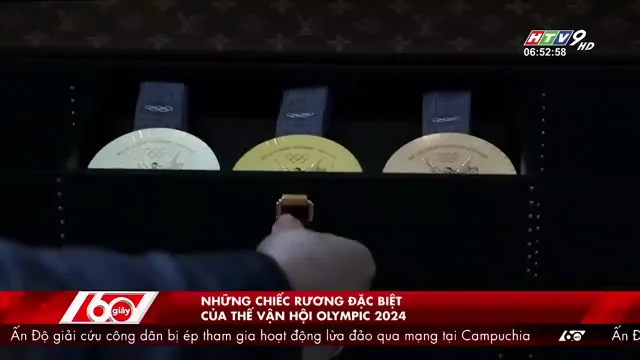 HTV9 HD
06:52:58
60 giây
NHỮNG CHIẾC RƯƠNG ĐẶC BIỆT
CỦA THẾ VẬN HỘI OLYMPIC 2024
Ấn Độ giải cứu công dân bị ép tham gia hoạt động lừa đảo qua mạng tại Campuchia
60s
Ấn Độ